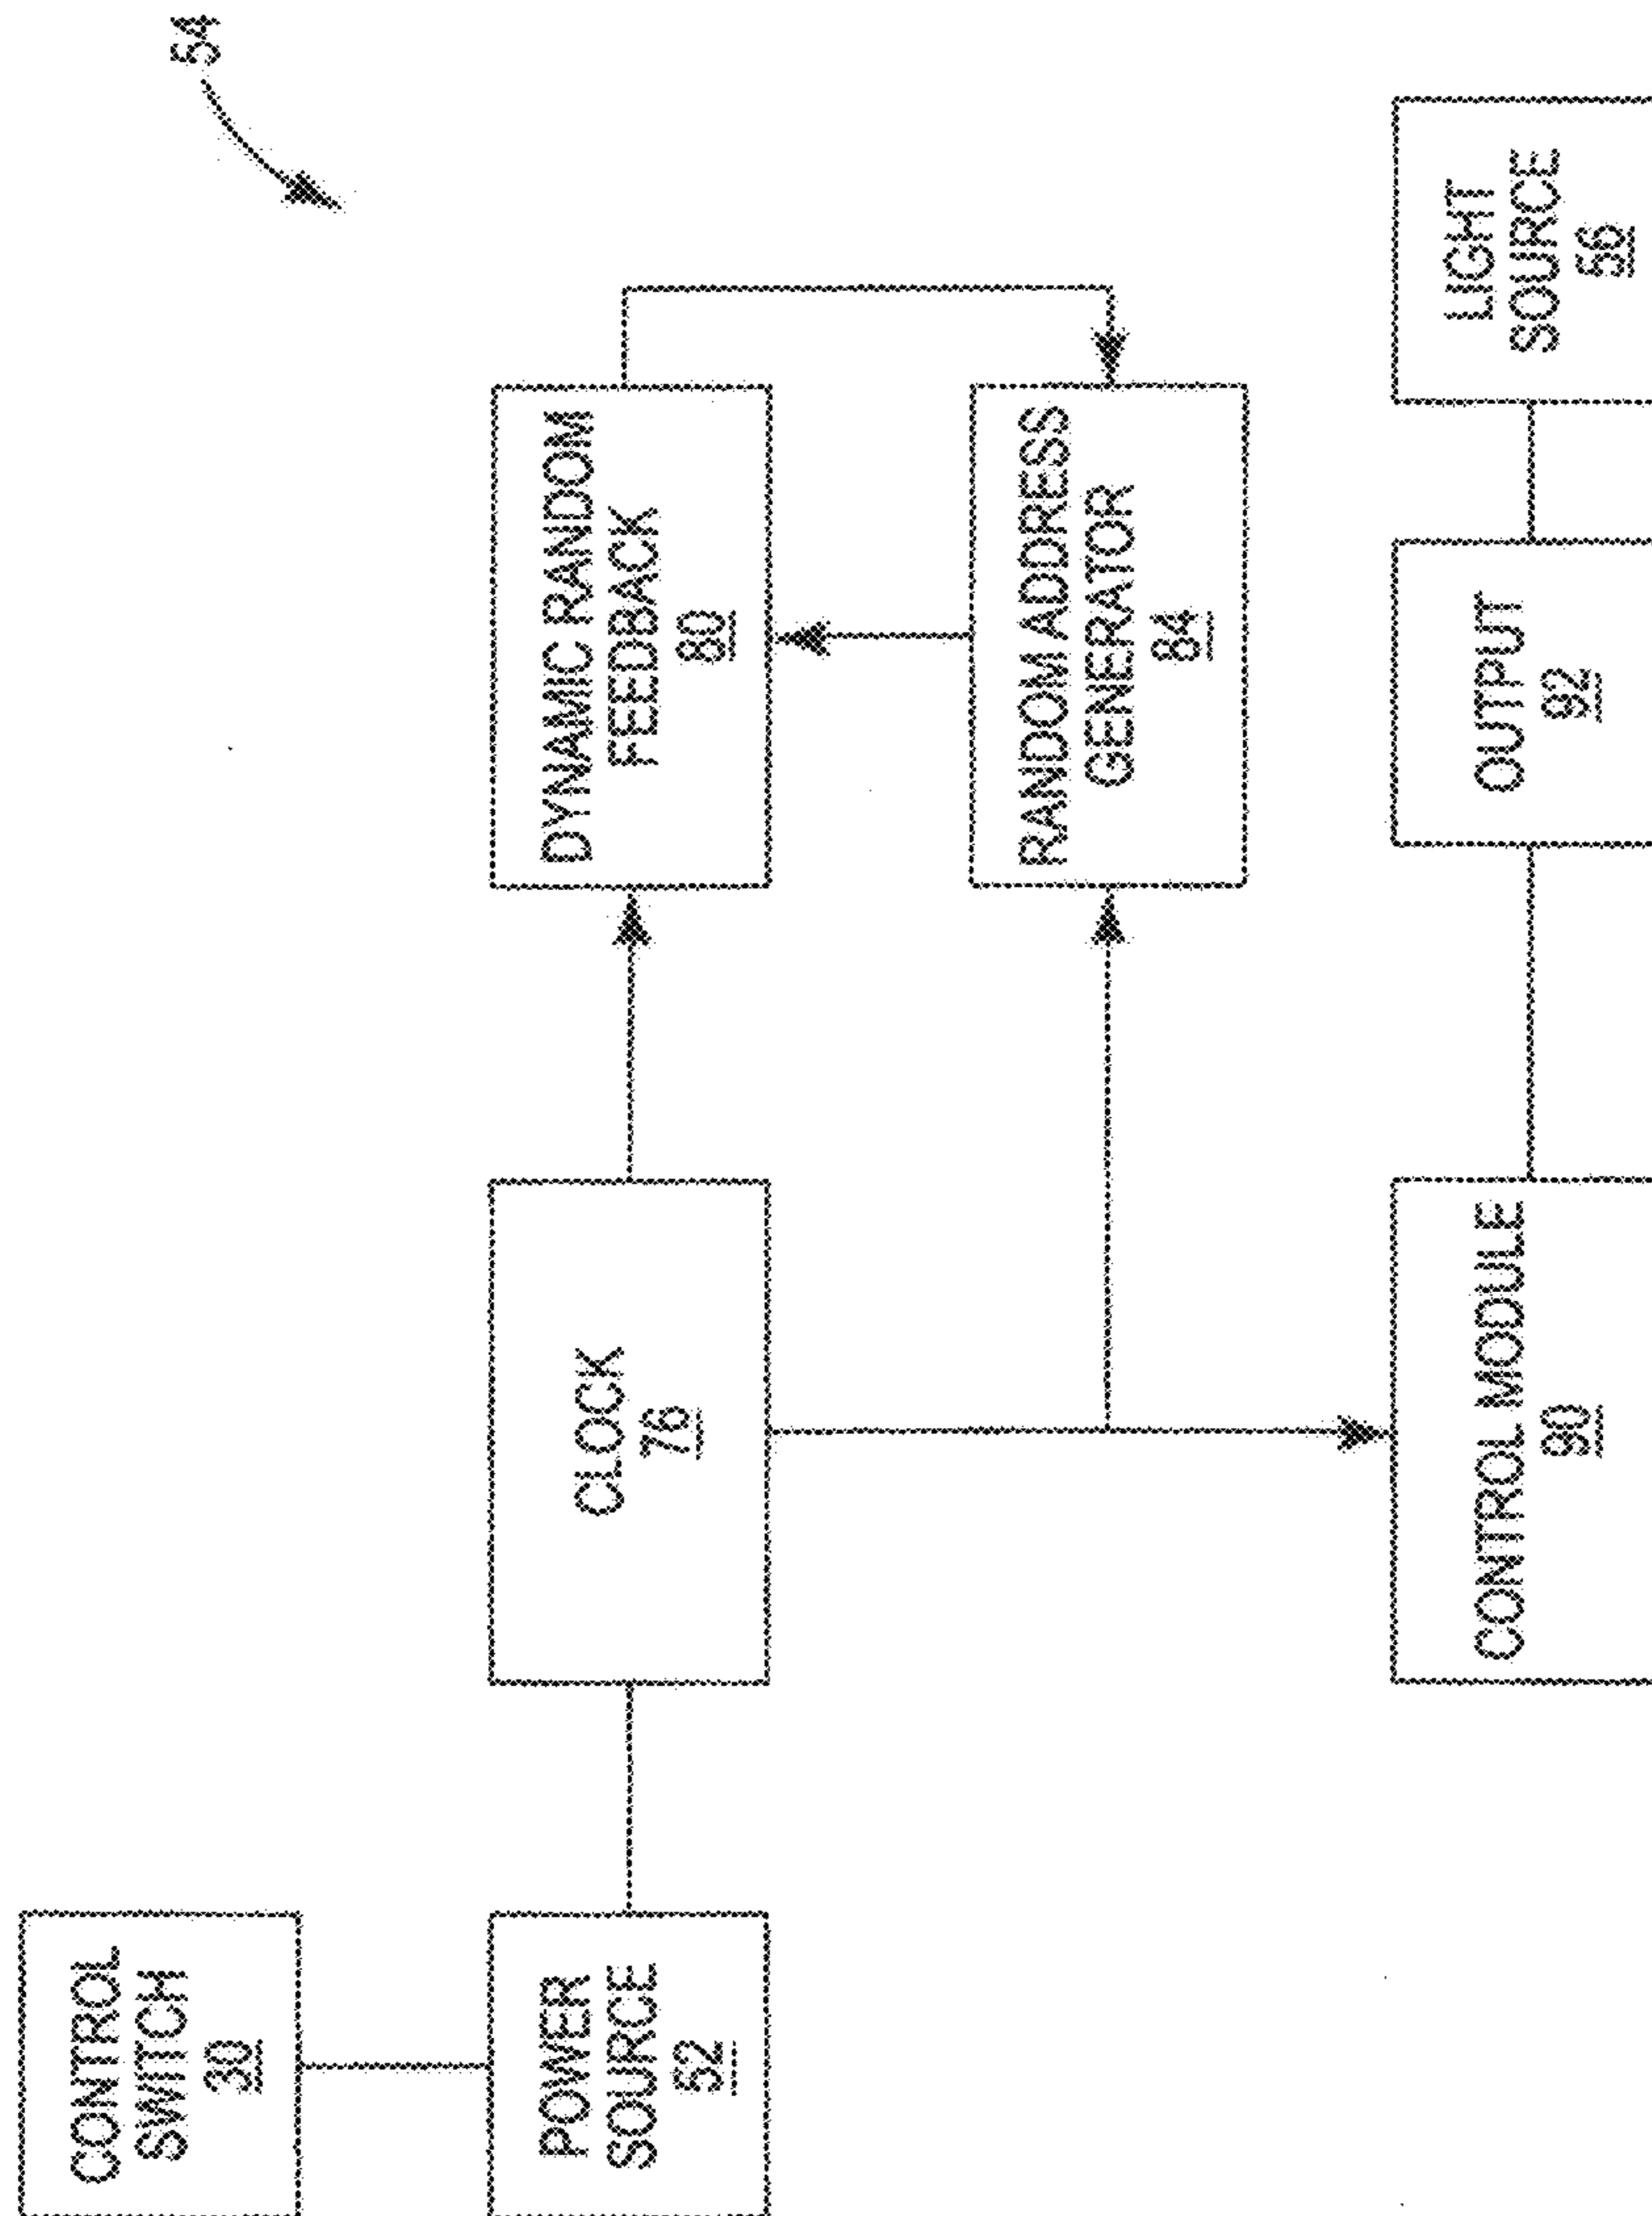 54
CONTROL
SWITCH
30
POWER
SOURCE
52
CLOCK
76
DYNAMIC RANDOM
FEEDBACK
80
RANDOM ADDRESS
GENERATOR
84
CONTROL MODULE
90
OUTPUT
92
LIGHT
SOURCE
56